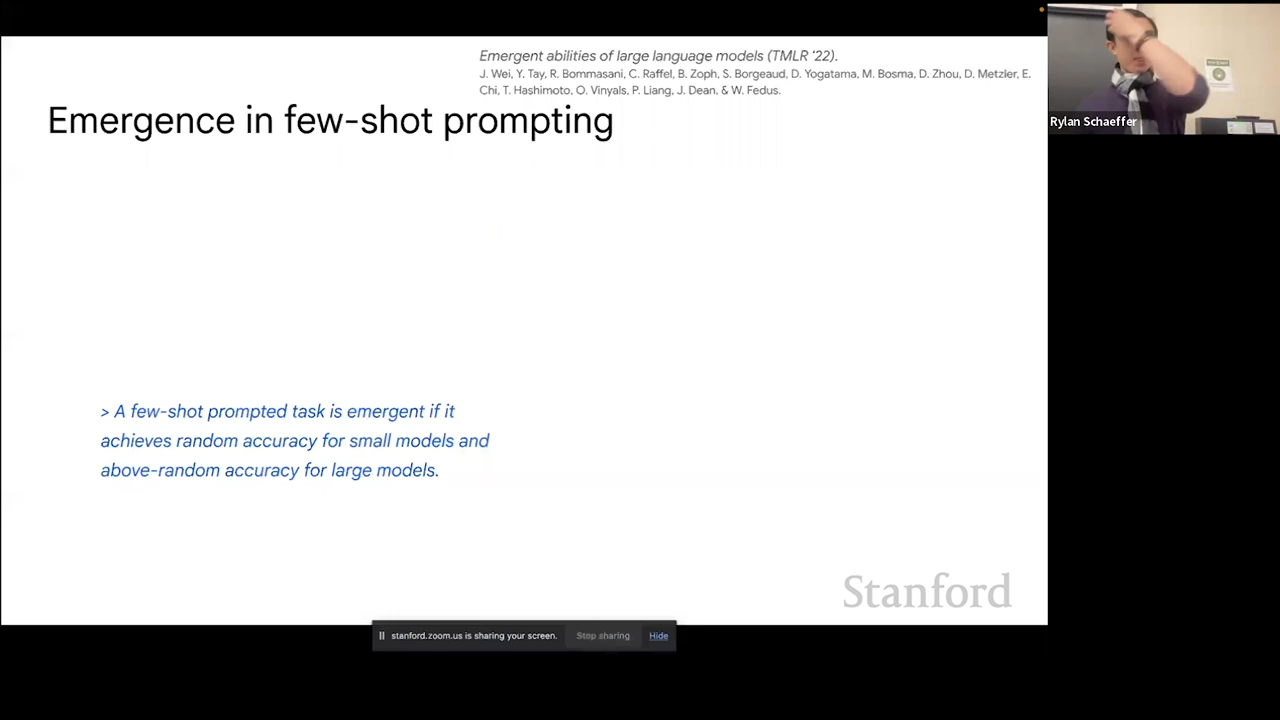 Emergent abilities of large language models (TMLR '22).
J. Wei, Y. Tay, R. Bommasani, C. Raffel, B. Zoph, S. Borgeaud, D. Yogatama, M. Bosma, D. Zhou, D. Metzler, E.
Chi, T. Hashimoto, O. Vinyals, P. Liang, J. Dean, & W. Fedus.
Emergence in few-shot prompting
Rylan Schaeffer
> A few-shot prompted task is emergent if it
achieves random accuracy for small models and
above-random accuracy for large models.
Stanford
stanford.zoom.us is sharing your screen.
Stop sharing
Hide